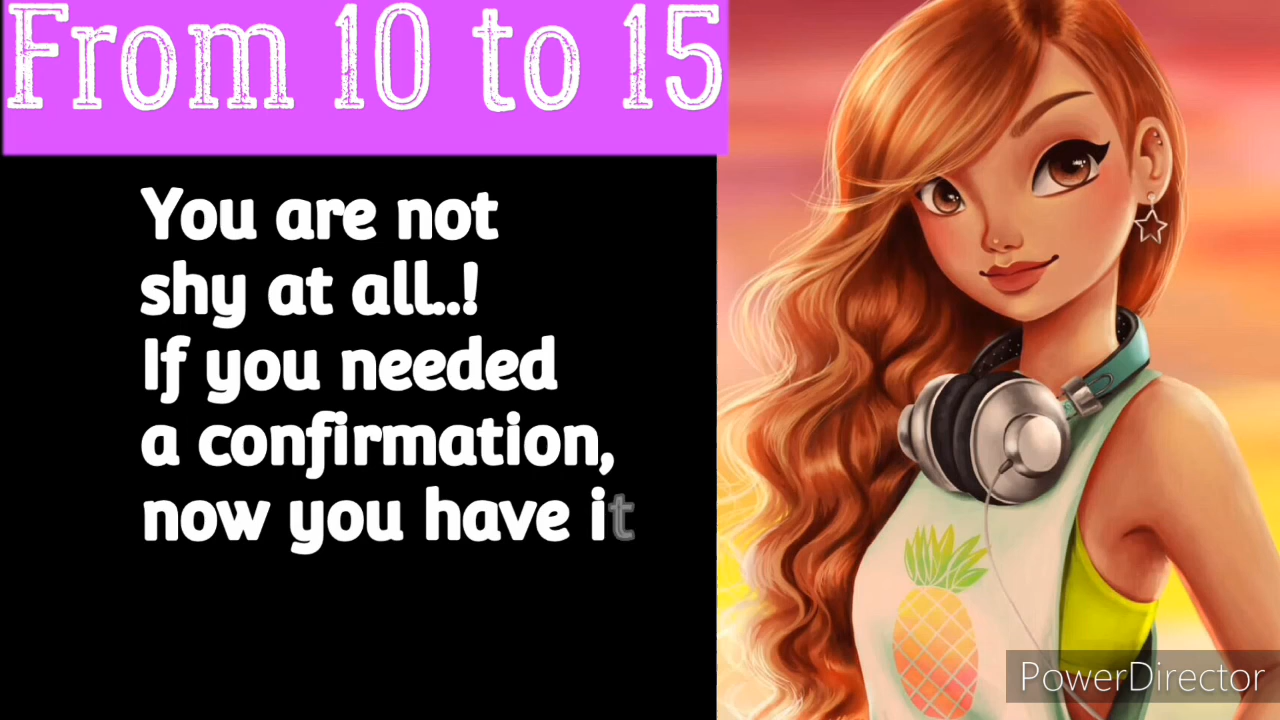 From 10 to 15
You are not
shy at all..!
If you needed
a confirmation,
now you have it
PowerDirector